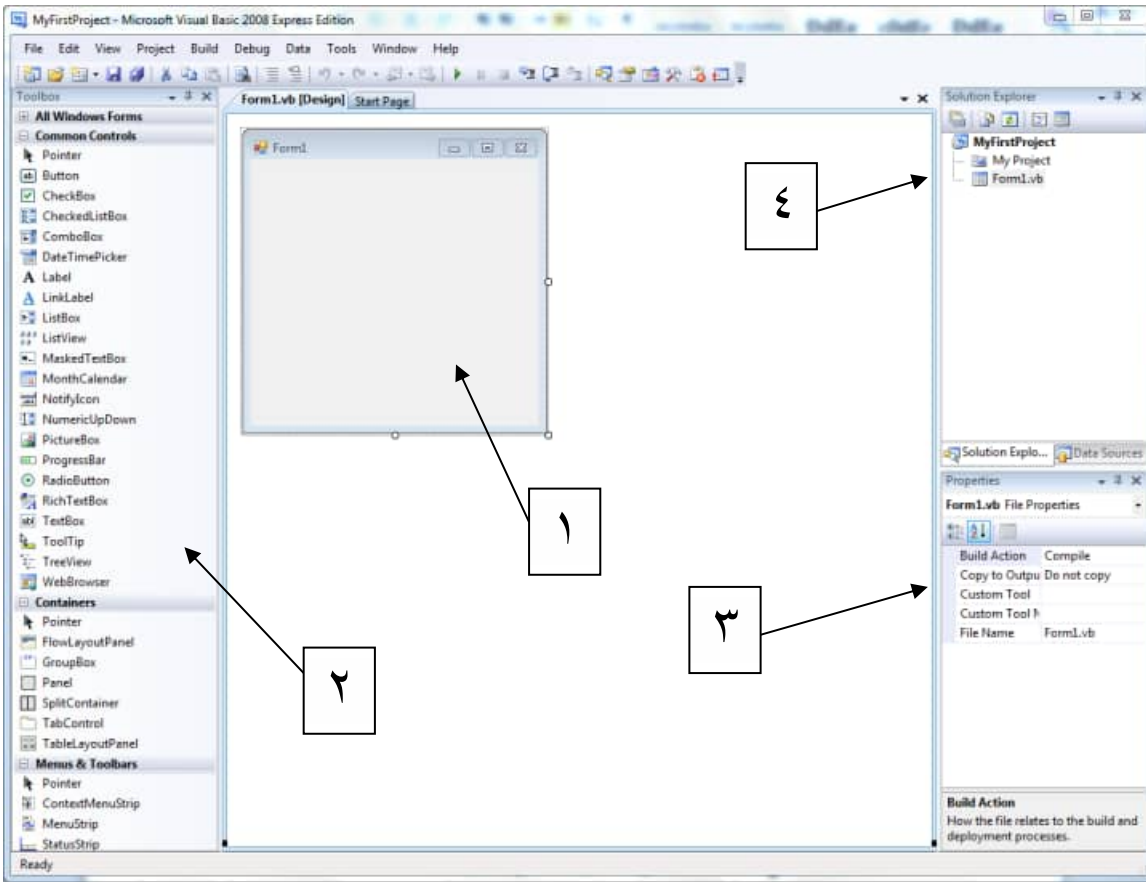 MyFirstProject - Microsoft Visual Basic 2008 Express Edition
File Edit View Project Build Debug Data Tools Window Help
Toolbox
All Windows Forms
Common Controls
Pointer
Button
CheckBox
CheckedListBox
ComboBox
DateTimePicker
Label
LinkLabel
ListBox
ListView
MaskedTextBox
MonthCalendar
NotifyIcon
NumericUpDown
PictureBox
ProgressBar
RadioButton
RichTextBox
TextBox
ToolTip
TreeView
WebBrowser
Containers
Pointer
FlowLayoutPanel
GroupBox
Panel
SplitContainer
TabControl
TableLayoutPanel
Menus & Toolbars
Pointer
ContextMenuStrip
MenuStrip
StatusStrip
Form1.vb [Design] Start Page
Form1
١
٢
٣
٤
Solution Explorer
MyFirstProject
My Project
Form1.vb
Solution Explo... Data Sources
Properties
Form1.vb File Properties
Build Action Compile
Copy to Outpu Do not copy
Custom Tool
Custom Tool N
File Name Form1.vb
Build Action
How the file relates to the build and
deployment processes.
Ready